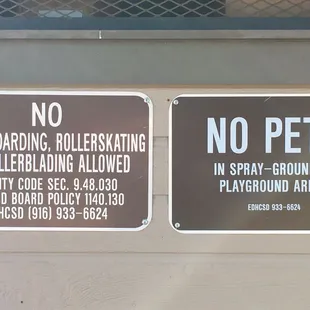 NO
OARDING, ROLLERSKATING
LLERBLADING ALLOWED
TY CODE SEC. 9.48.030
D BOARD POLICY 1140.130
HCSD (916) 933-6624
NO PET
IN SPRAY-GROUN
PLAYGROUND AR
EDHCSD 933-6624